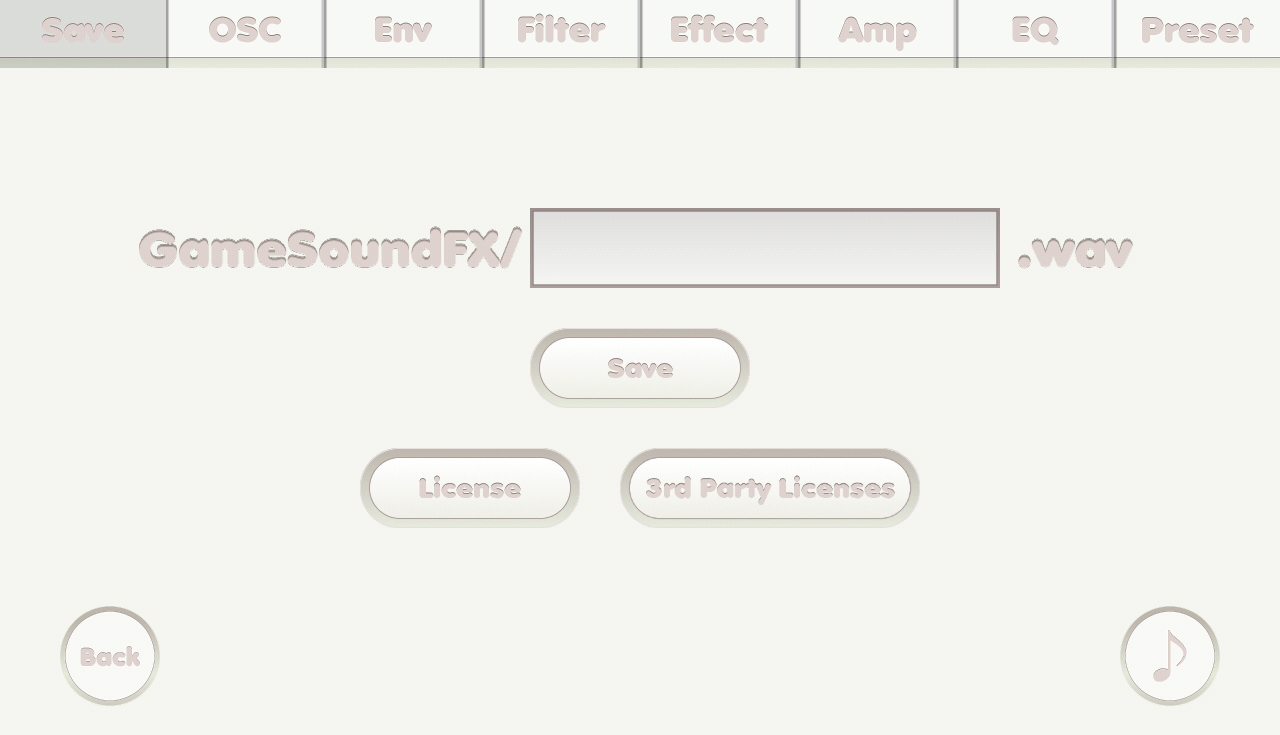 Save OSC Env Filter Effect Amp EQ Preset
GameSoundFX/ .wav
Save
License 3rd Party Licenses
Back